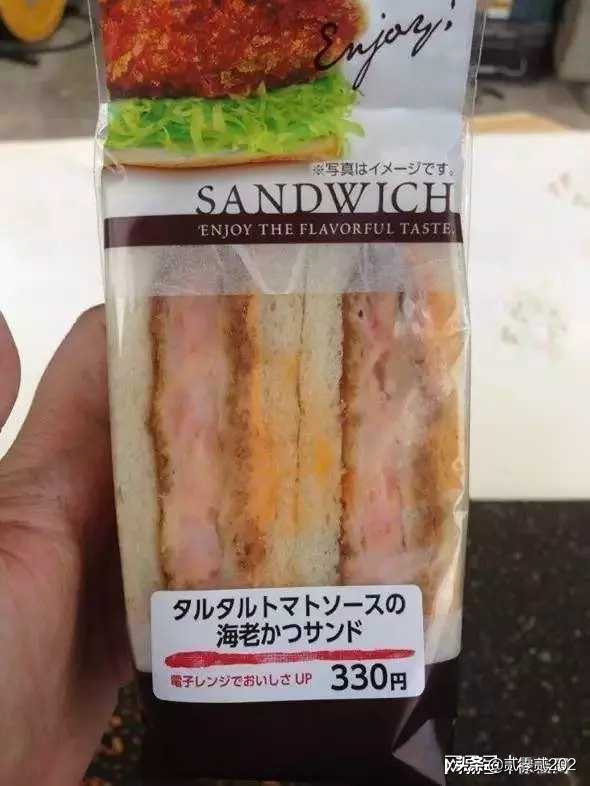 Enjoy!
※写真はイメージです。
SANDWICH
ENJOY THE FLAVORFUL TASTE.
タルタルトマトソースの
海老かつサンド
電子レンジでおいしさUP 330円